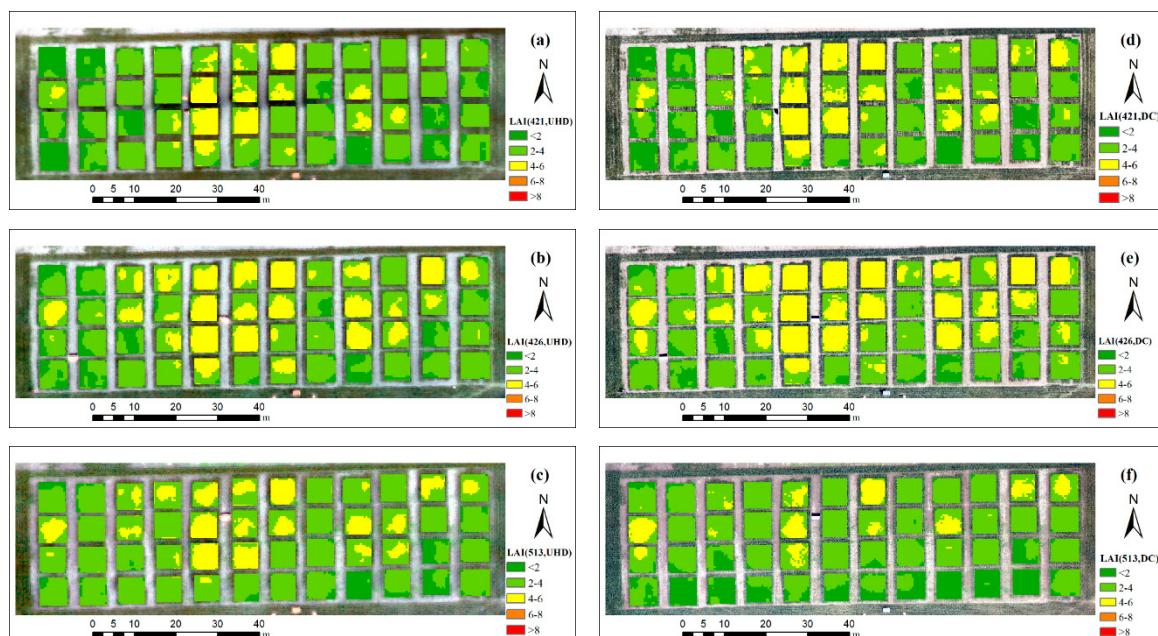 (a)
N
LAI(421,UHD)
<2
2-4
4-6
6-8
>8
0 5 10 20 30 40
m
(d)
N
LAI(421,DC)
<2
2-4
4-6
6-8
>8
0 5 10 20 30 40
m
(b)
N
LAI(426,UHD)
<2
2-4
4-6
6-8
>8
0 5 10 20 30 40
m
(e)
N
LAI(426,DC)
<2
2-4
4-6
6-8
>8
0 5 10 20 30 40
m
(c)
N
LAI(513,UHD)
<2
2-4
4-6
6-8
>8
0 5 10 20 30 40
m
(f)
N
LAI(513,DC)
<2
2-4
4-6
6-8
>8
0 5 10 20 30 40
m